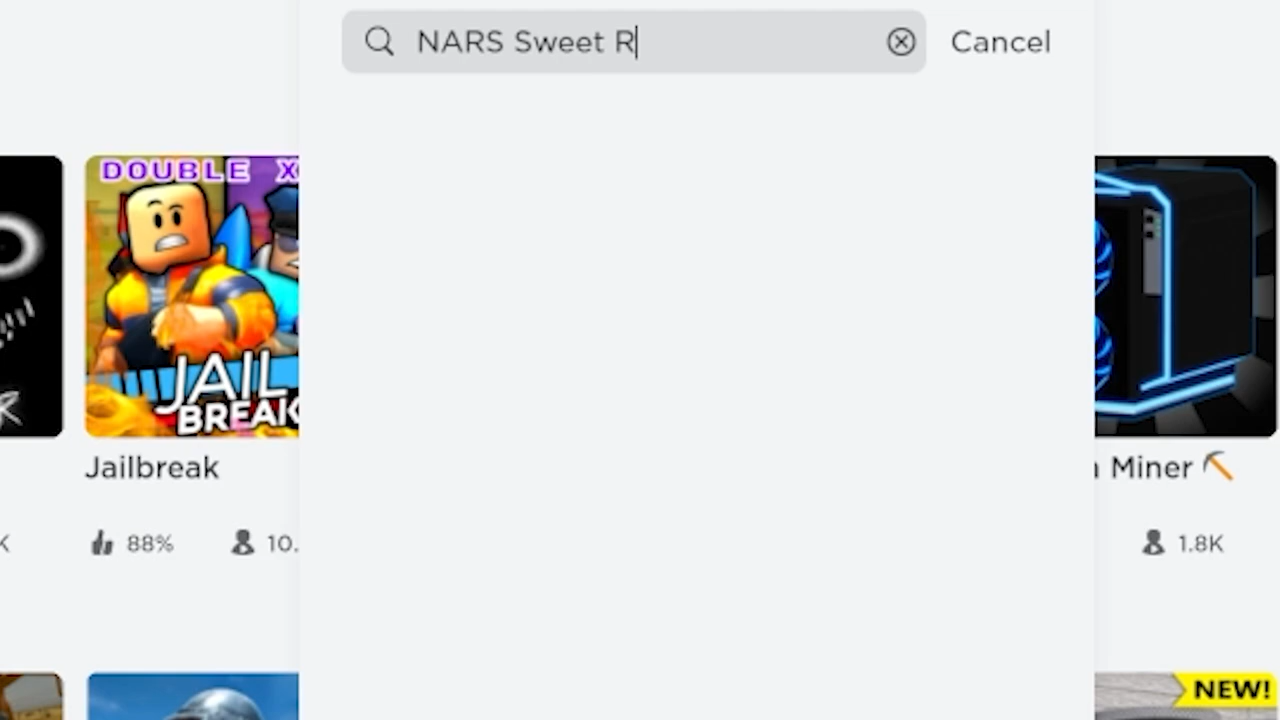 NARS Sweet R
Cancel
DOUBLE X
JAIL
BREAK
Jailbreak
Miner
88%
10.
1.8K
K
R
NEW!